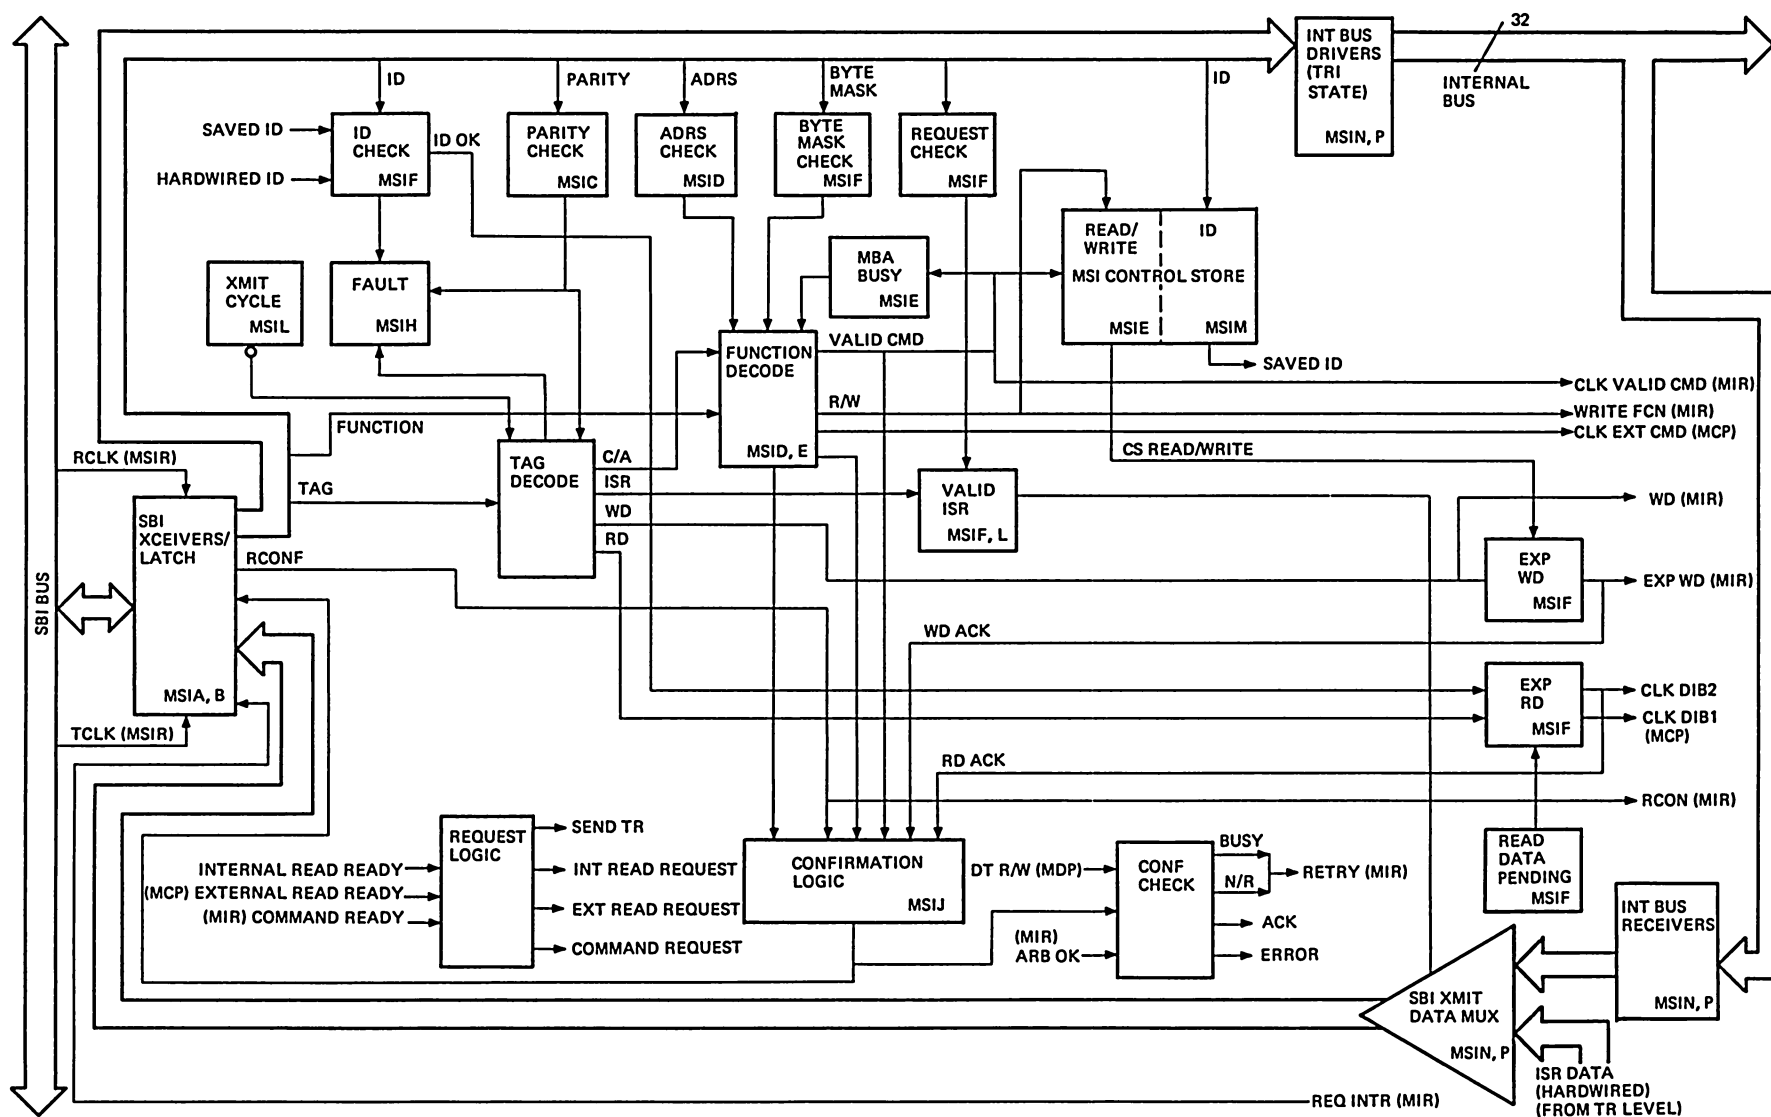 32
INT BUS
DRIVERS
(TRI
STATE)
MSIN, P
INTERNAL
BUS
ID
PARITY
ADRS
BYTE
MASK
ID
SAVED ID
HARDWIRED ID
ID
CHECK
MSIF
ID OK
PARITY
CHECK
MSIC
ADRS
CHECK
MSID
BYTE
MASK
CHECK
MSIF
REQUEST
CHECK
MSIF
XMIT
CYCLE
MSIL
FAULT
MSIH
MBA
BUSY
MSIE
READ/
WRITE
ID
MSI CONTROL STORE
MSIE
MSIM
SAVED ID
FUNCTION
DECODE
MSID, E
VALID CMD
R/W
CLK VALID CMD (MIR)
WRITE FCN (MIR)
CLK EXT CMD (MCP)
CS READ/WRITE
FUNCTION
RCLK (MSIR)
TAG
TAG
DECODE
C/A
ISR
WD
RD
VALID
ISR
MSIF, L
WD (MIR)
SBI
XCEIVERS/
LATCH
MSIA, B
RCONF
SBI BUS
EXP
WD
MSIF
EXP WD (MIR)
WD ACK
EXP
RD
MSIF
CLK DIB2
CLK DIB1
(MCP)
TCLK (MSIR)
RD ACK
RCON (MIR)
REQUEST
LOGIC
SEND TR
INTERNAL READ READY
INT READ REQUEST
(MCP) EXTERNAL READ READY
EXT READ REQUEST
(MIR) COMMAND READY
COMMAND REQUEST
CONFIRMATION
LOGIC
MSIJ
DT R/W (MDP)
(MIR)
ARB OK
CONF
CHECK
BUSY
N/R
RETRY (MIR)
ACK
ERROR
READ
DATA
PENDING
MSIF
INT BUS
RECEIVERS
MSIN, P
SBI XMIT
DATA MUX
MSIN, P
ISR DATA
(HARDWIRED)
(FROM TR LEVEL)
REQ INTR (MIR)